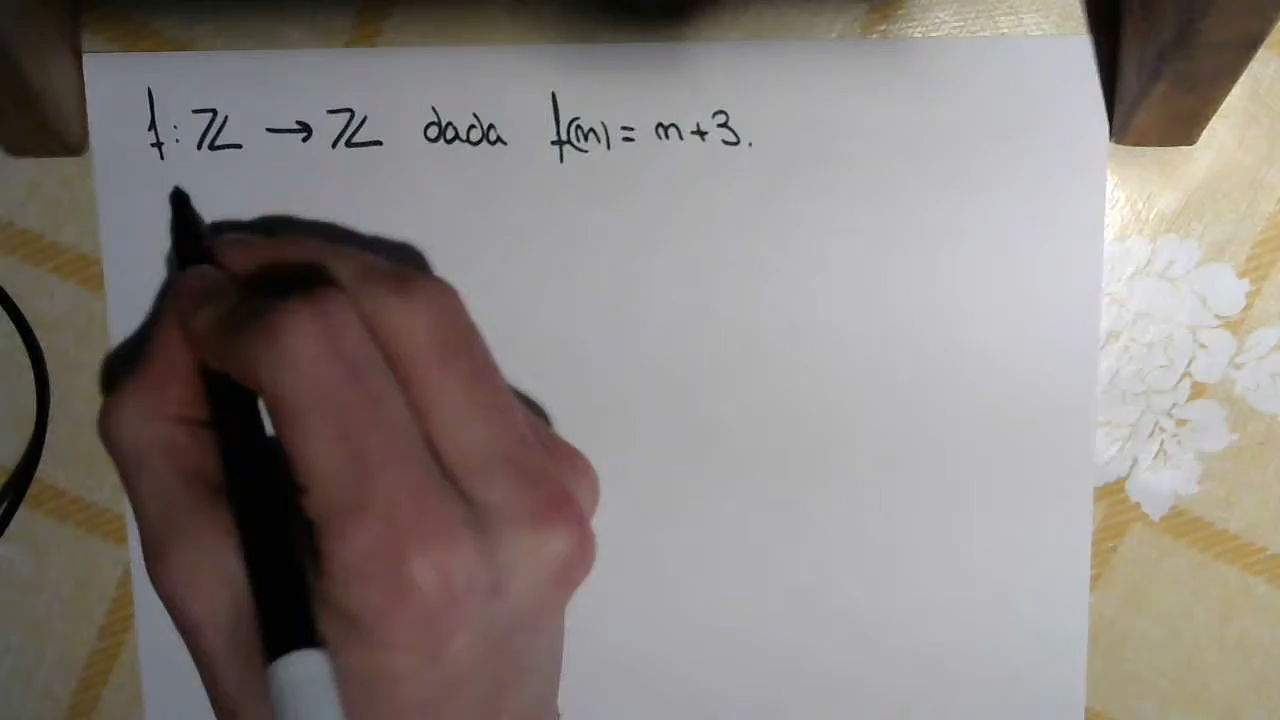 f: ℤ → ℤ dada f(n) = n+3.